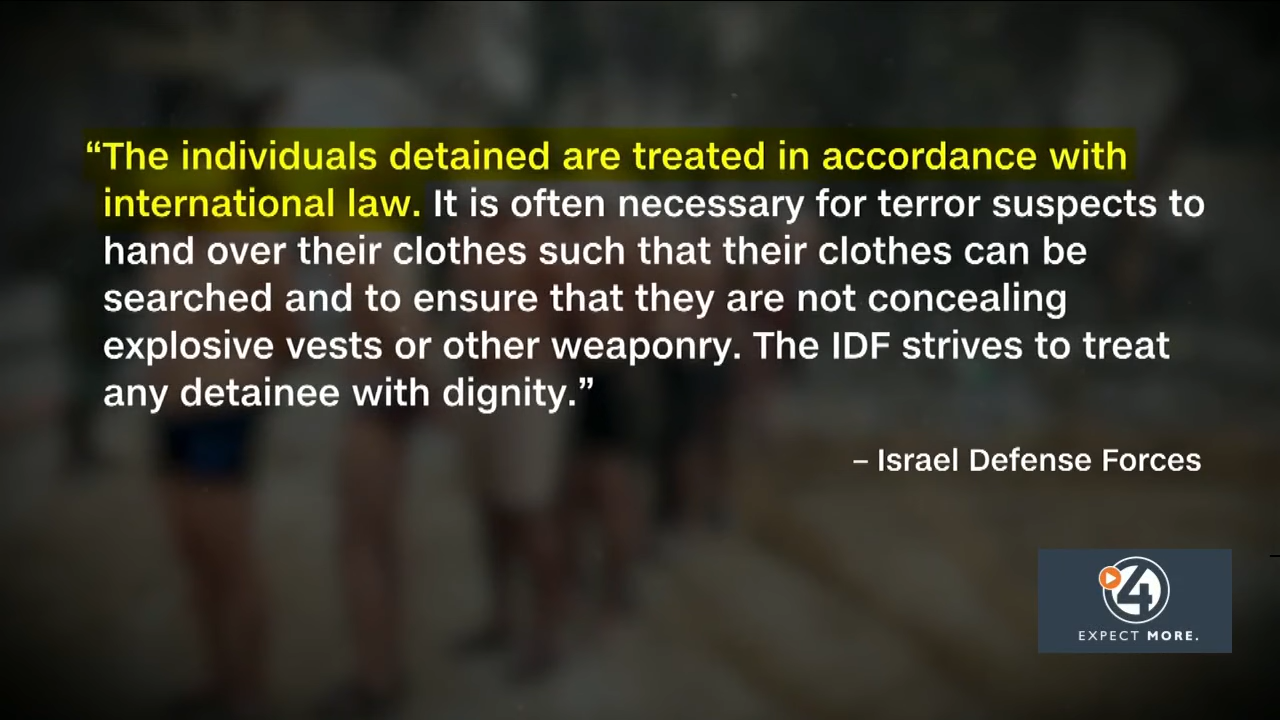 “The individuals detained are treated in accordance with
international law. It is often necessary for terror suspects to
hand over their clothes such that their clothes can be
searched and to ensure that they are not concealing
explosive vests or other weaponry. The IDF strives to treat
any detainee with dignity.”
– Israel Defense Forces
4
EXPECT MORE.